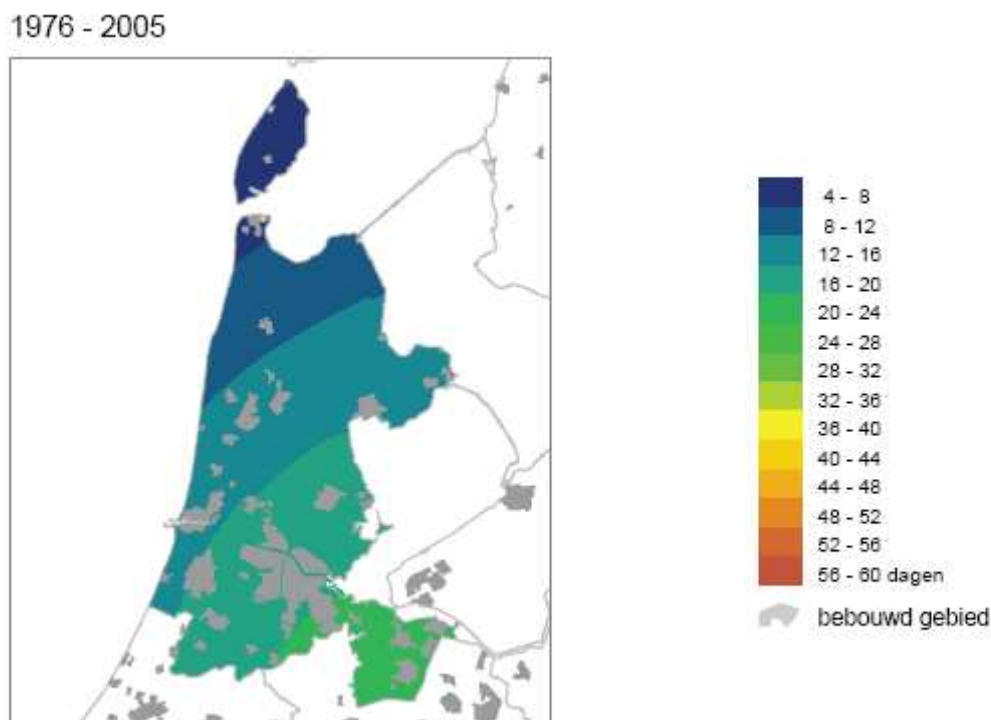 1976 - 2005
4 - 8
8 - 12
12 - 16
16 - 20
20 - 24
24 - 28
28 - 32
32 - 36
36 - 40
40 - 44
44 - 48
48 - 52
52 - 56
56 - 60 dagen
bebouwd gebied